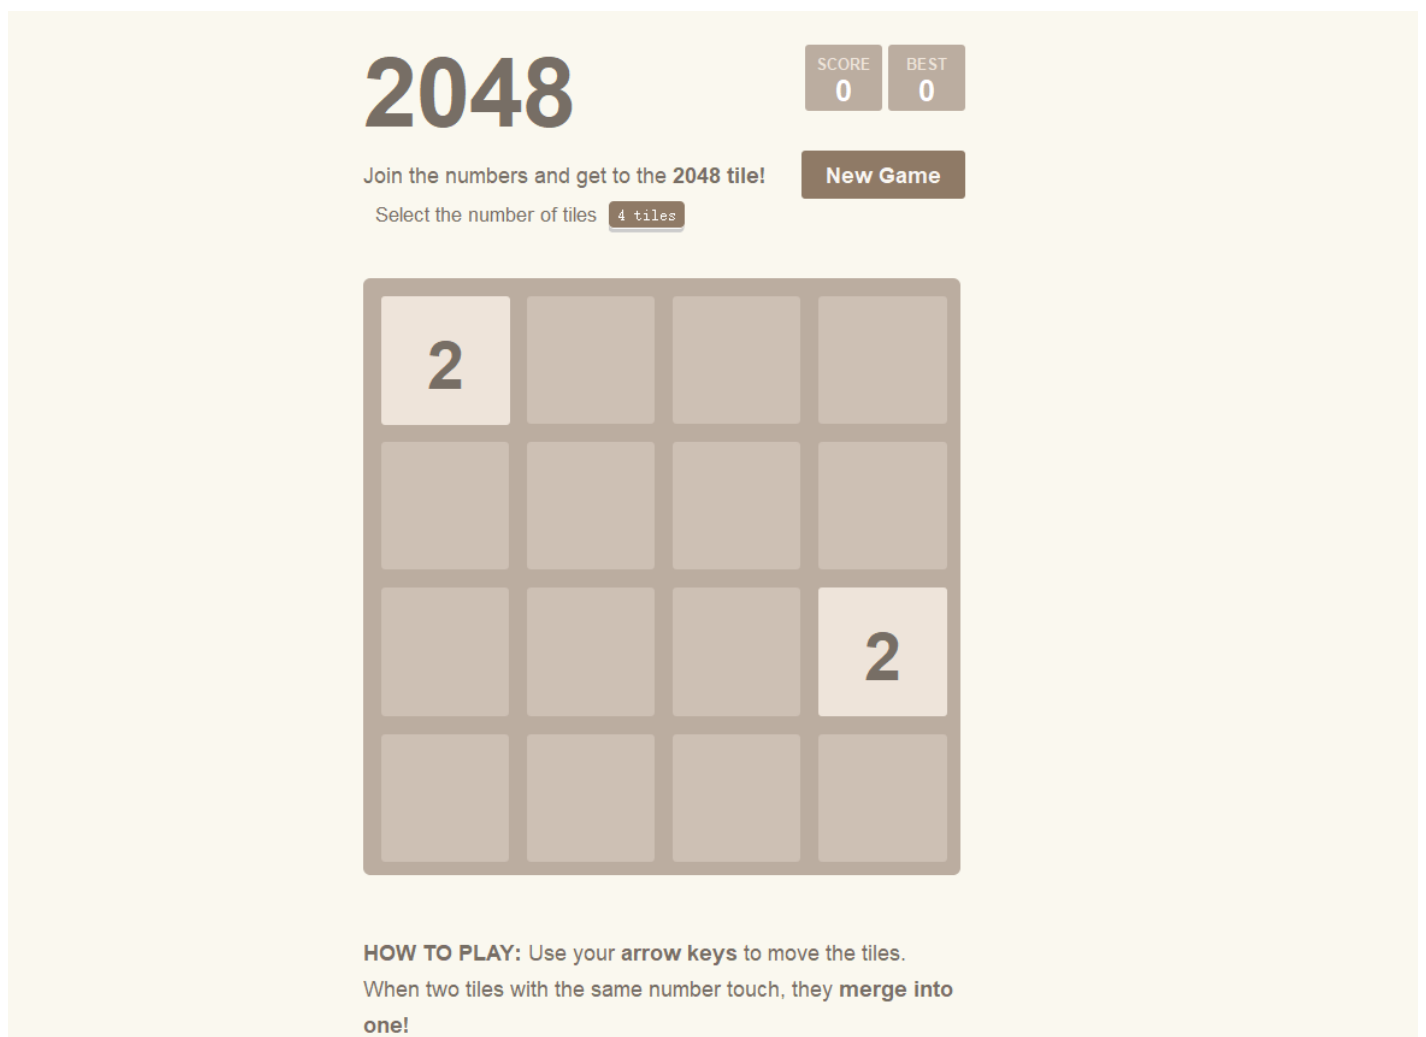 2048
SCORE
0
BEST
0
Join the numbers and get to the 2048 tile!
New Game
Select the number of tiles 4 tiles
2
2
HOW TO PLAY: Use your arrow keys to move the tiles.
When two tiles with the same number touch, they merge into
one!